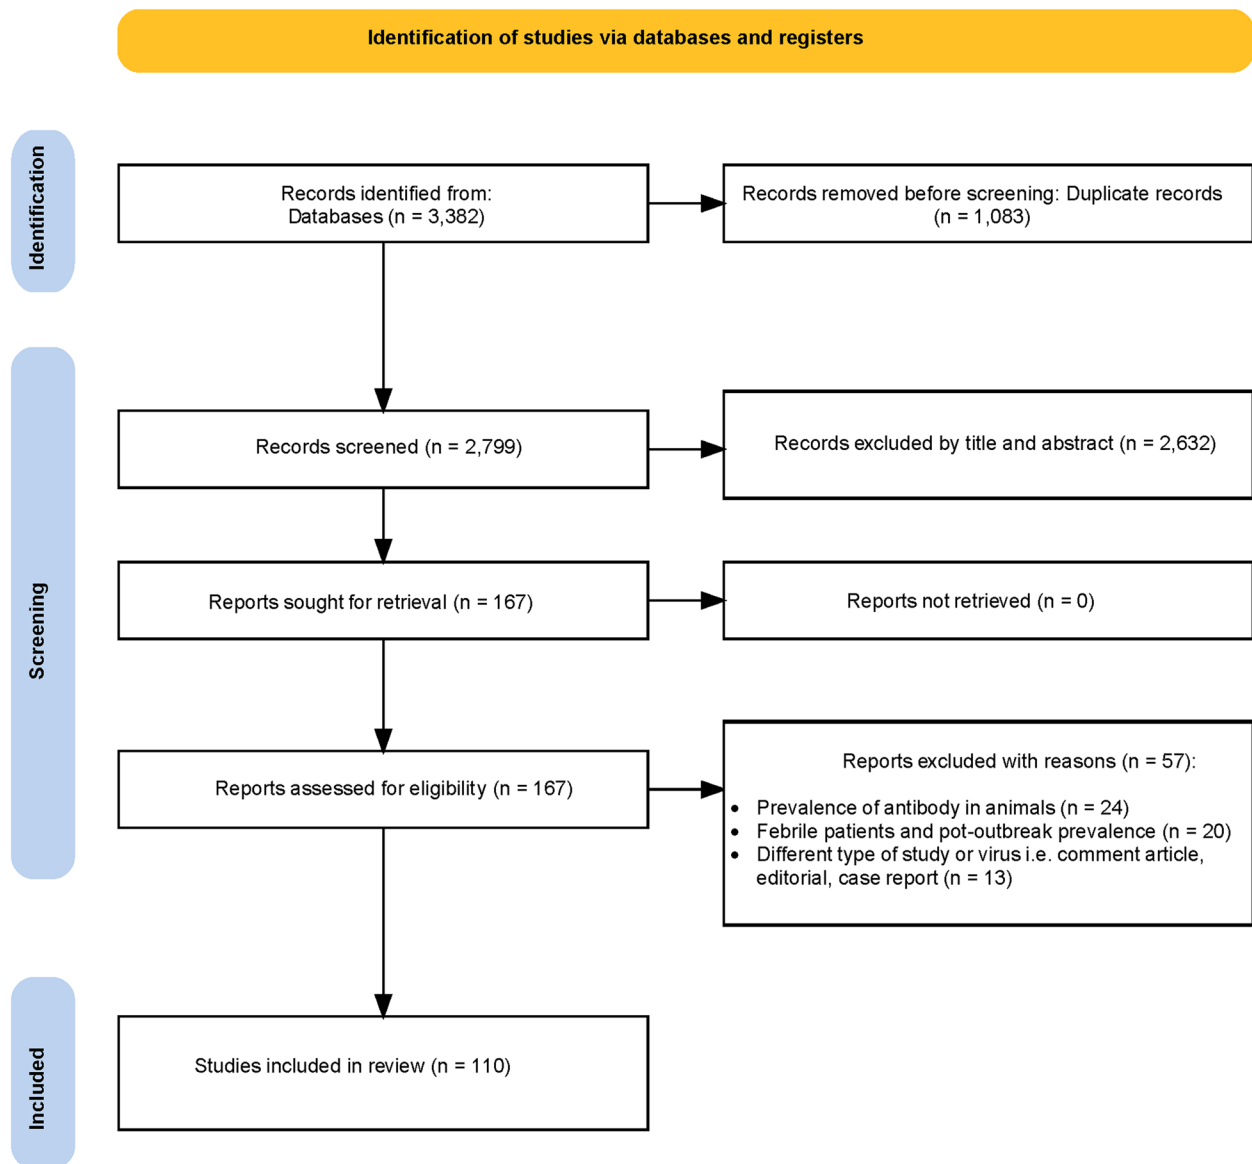 Identification of studies via databases and registers
Identification
Records identified from:
Databases (n = 3,382)
Records removed before screening: Duplicate records
(n = 1,083)
Screening
Records screened (n = 2,799)
Records excluded by title and abstract (n = 2,632)
Reports sought for retrieval (n = 167)
Reports not retrieved (n = 0)
Reports assessed for eligibility (n = 167)
Reports excluded with reasons (n = 57):
• Prevalence of antibody in animals (n = 24)
• Febrile patients and pot-outbreak prevalence (n = 20)
• Different type of study or virus i.e. comment article,
editorial, case report (n = 13)
Included
Studies included in review (n = 110)